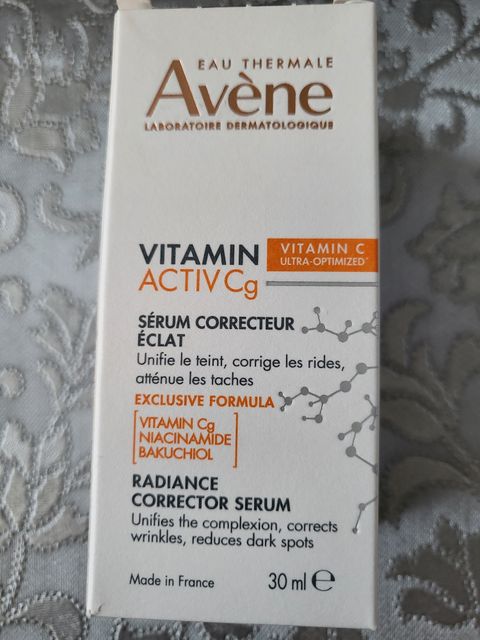 EAU THERMALE
Avène
LABORATOIRE DERMATOLOGIQUE
VITAMIN
ACTIV Cg
VITAMIN C
ULTRA-OPTIMIZED*
SÉRUM CORRECTEUR
ÉCLAT
Unifie le teint, corrige les rides,
atténue les taches
EXCLUSIVE FORMULA
VITAMIN Cg
NIACINAMIDE
BAKUCHIOL
RADIANCE
CORRECTOR SERUM
Unifies the complexion, corrects
wrinkles, reduces dark spots
Made in France 30 ml ℮